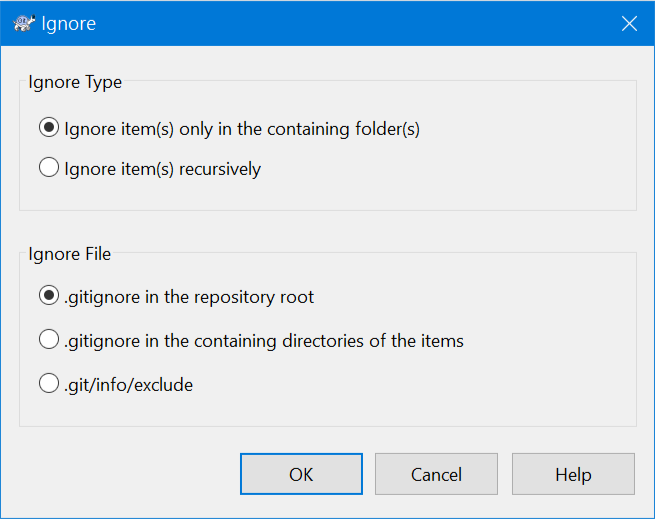 Ignore
Ignore Type
Ignore item(s) only in the containing folder(s)
Ignore item(s) recursively
Ignore File
.gitignore in the repository root
.gitignore in the containing directories of the items
.git/info/exclude
OK
Cancel
Help